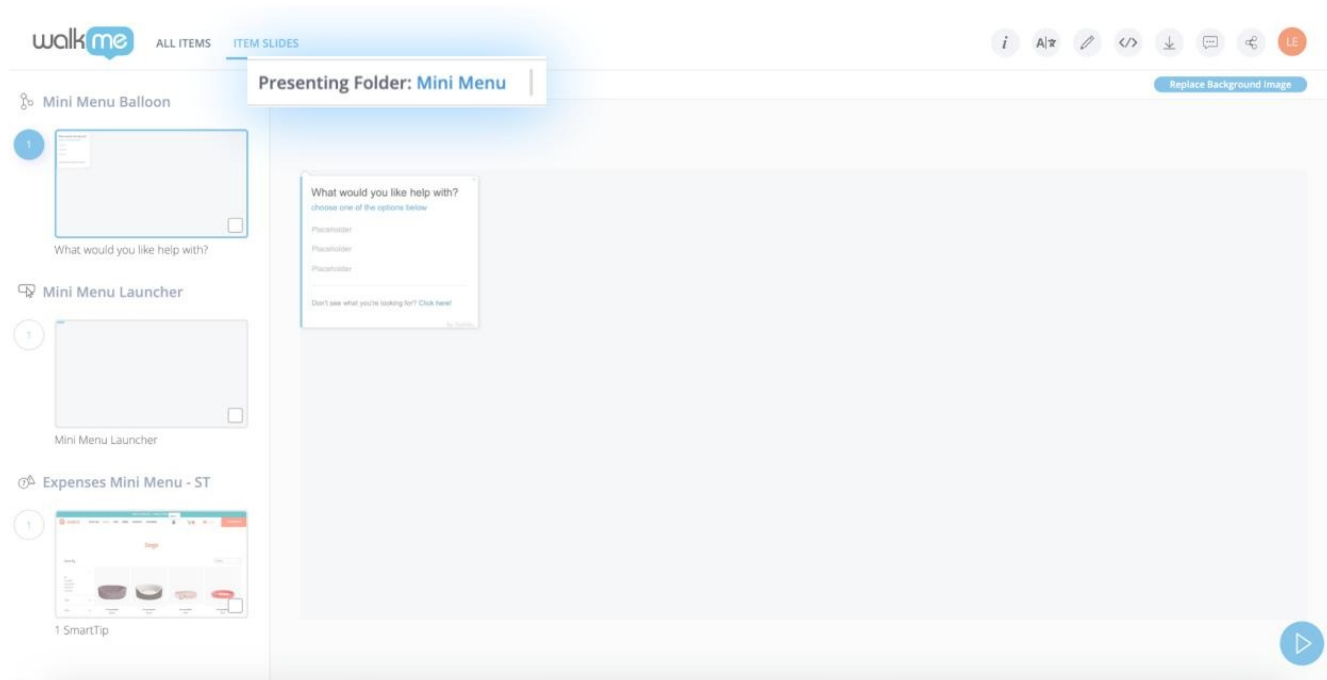 walkme ALL ITEMS ITEM SLIDES i A LE
Presenting Folder: Mini Menu
Replace Background Image
Mini Menu Balloon
1
What would you like help with?
Mini Menu Launcher
1
Mini Menu Launcher
Expenses Mini Menu - ST
1
1 SmartTip
What would you like help with?
choose one of the options below
Placeholder
Placeholder
Placeholder
Don't see what you're looking for? Click here!